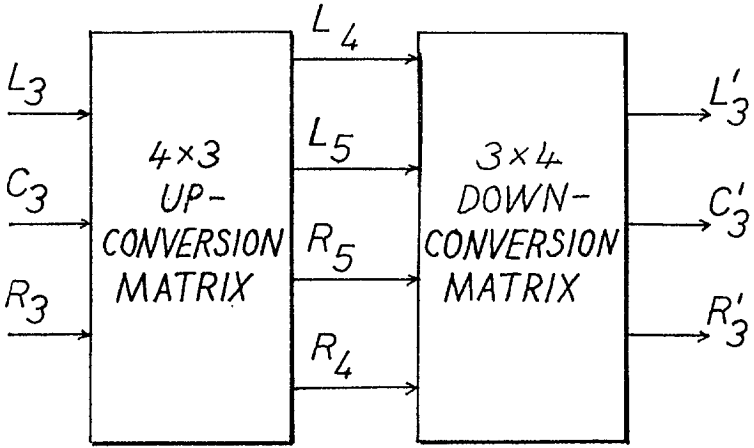 L3
C3
R3
4×3
UP-
CONVERSION
MATRIX
L4
L5
R5
R4
3×4
DOWN-
CONVERSION
MATRIX
L'3
C'3
R'3